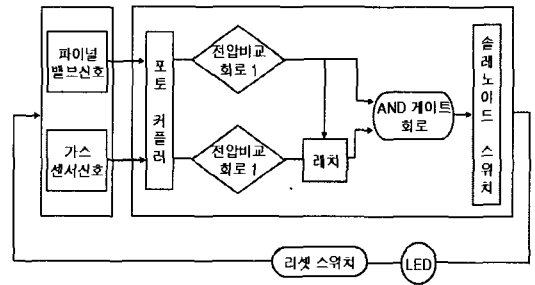 파이널
밸브신호
가스
센서신호
포토 커플러
전압비교
회로 1
전압비교
회로 1
래치
AND 게이트
회로
솔레노이드 스위치
리셋 스위치
LED